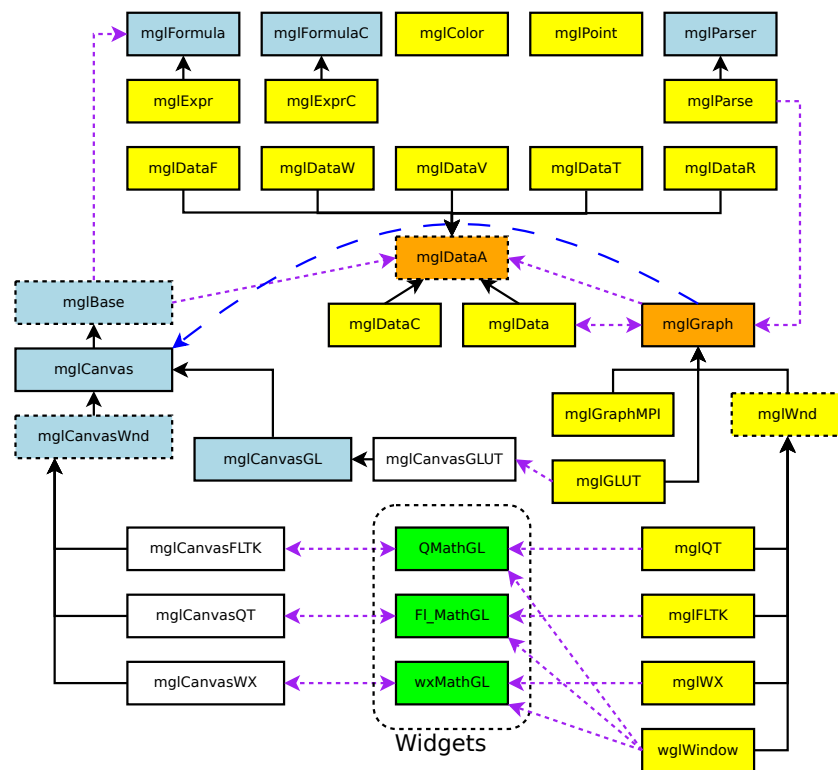 mglFormula
mglFormulaC
mglColor
mglPoint
mglParser
mglExpr
mglExprC
mglParse
mglDataF
mglDataW
mglDataV
mglDataT
mglDataR
mglDataA
mglBase
mglDataC
mglData
mglGraph
mglCanvas
mglGraphMPI
mglWnd
mglCanvasWnd
mglCanvasGL
mglCanvasGLUT
mglGLUT
mglCanvasFLTK
QMathGL
mglQT
mglCanvasQT
Fl_MathGL
mglFLTK
mglCanvasWX
wxMathGL
mglWX
Widgets
wglWindow